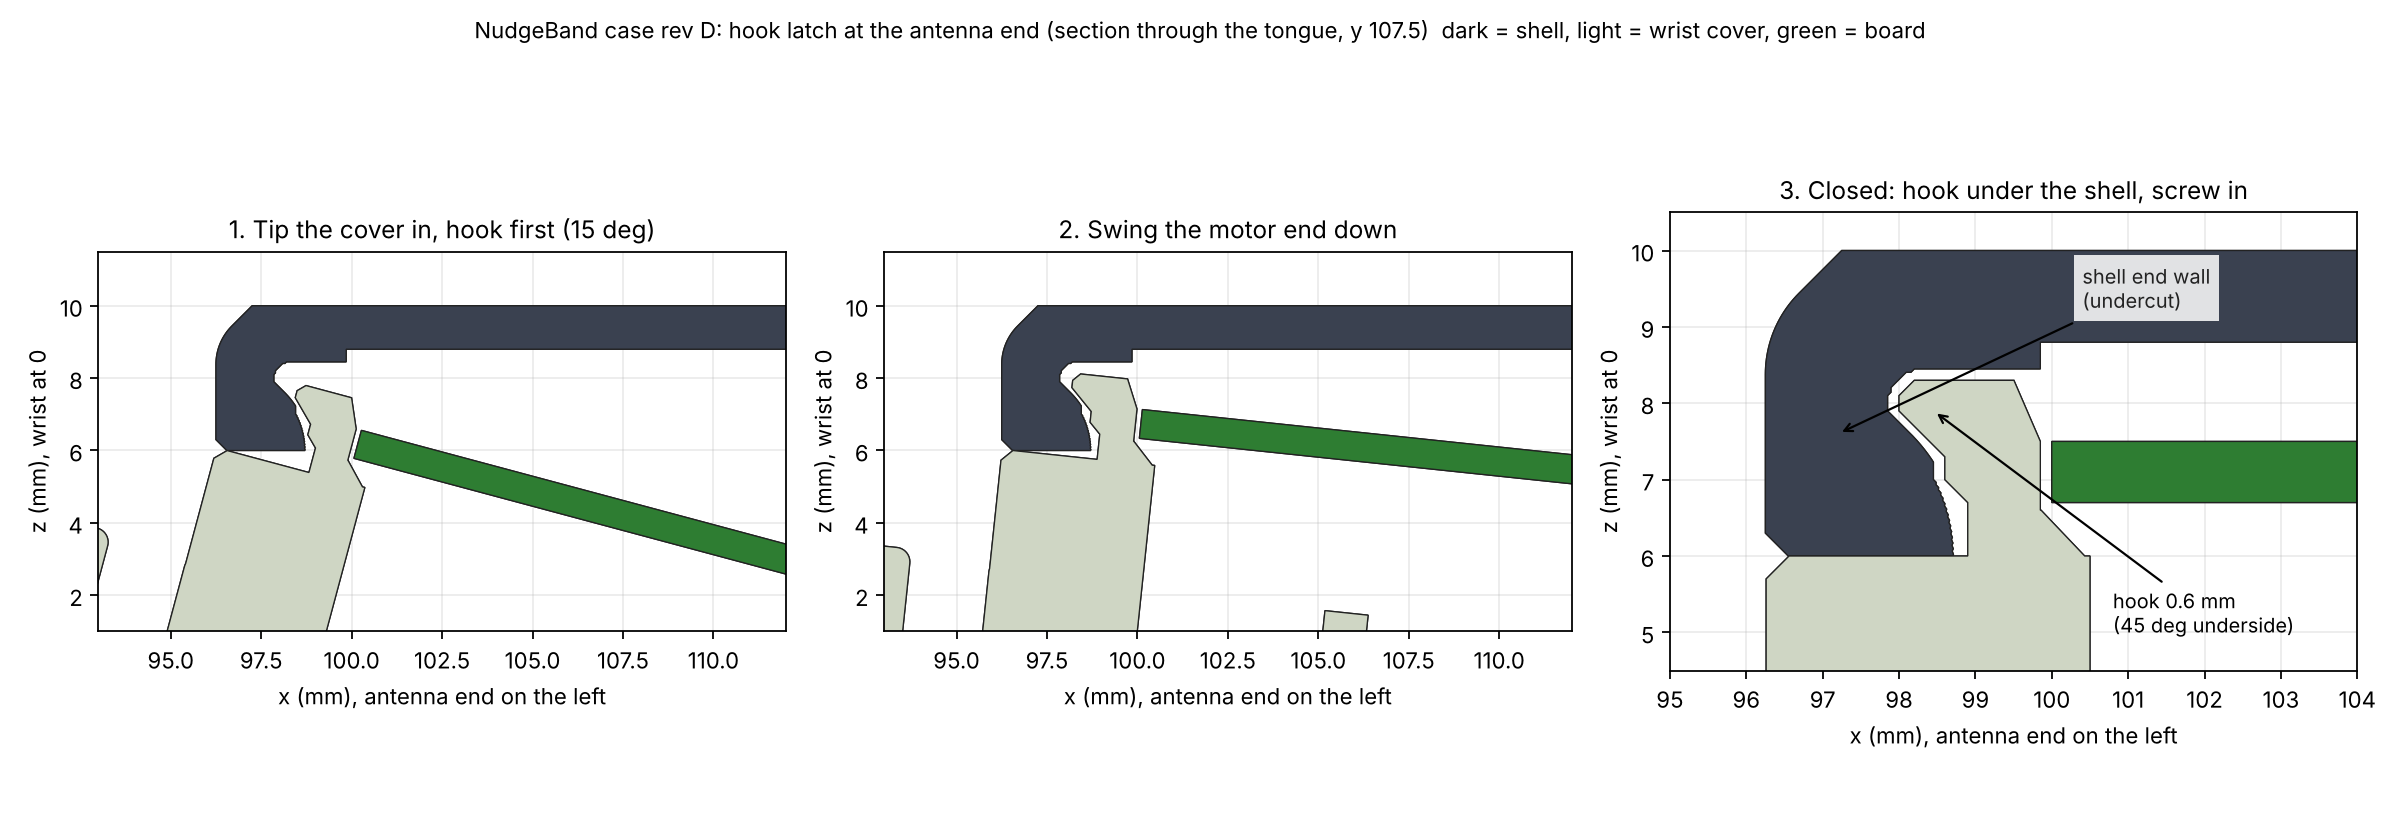 NudgeBand case rev D: hook latch at the antenna end (section through the tongue, y 107.5)  dark = shell, light = wrist cover, green = board
1. Tip the cover in, hook first (15 deg)
z (mm), wrist at 0
10
8
6
4
2
95.0 97.5 100.0 102.5 105.0 107.5 110.0
x (mm), antenna end on the left
2. Swing the motor end down
z (mm), wrist at 0
10
8
6
4
2
95.0 97.5 100.0 102.5 105.0 107.5 110.0
x (mm), antenna end on the left
3. Closed: hook under the shell, screw in
z (mm), wrist at 0
10
9
8
7
6
5
shell end wall
(undercut)
hook 0.6 mm
(45 deg underside)
95 96 97 98 99 100 101 102 103 104
x (mm), antenna end on the left